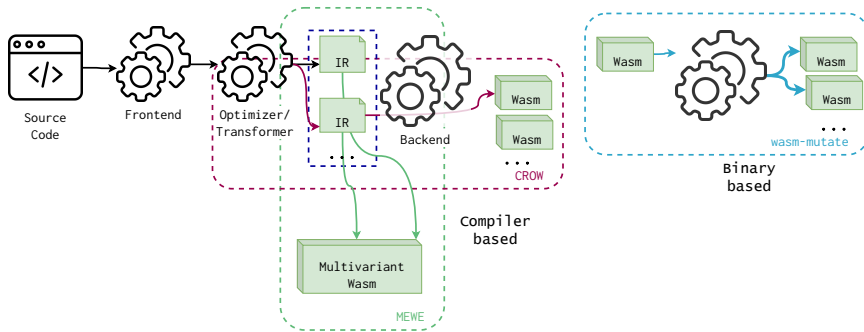 </>
Source
Code
Frontend
Optimizer/
Transformer
IR
IR
...
Backend
Wasm
Wasm
...
CROW
Compiler
based
Multivariant
Wasm
MEWE
Wasm
Wasm
Wasm
...
wasm-mutate
Binary
based